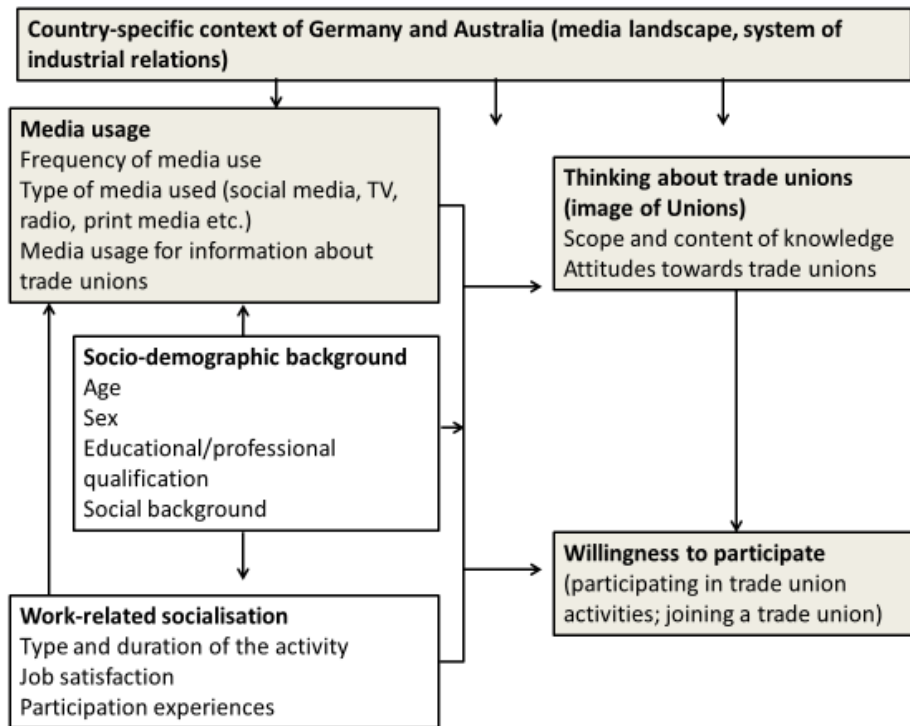 Country-specific context of Germany and Australia (media landscape, system of
industrial relations)
Media usage
Frequency of media use
Type of media used (social media, TV,
radio, print media etc.)
Media usage for information about
trade unions
Thinking about trade unions
(image of Unions)
Scope and content of knowledge
Attitudes towards trade unions
Socio-demographic background
Age
Sex
Educational/professional
qualification
Social background
Willingness to participate
(participating in trade union
activities; joining a trade union)
Work-related socialisation
Type and duration of the activity
Job satisfaction
Participation experiences